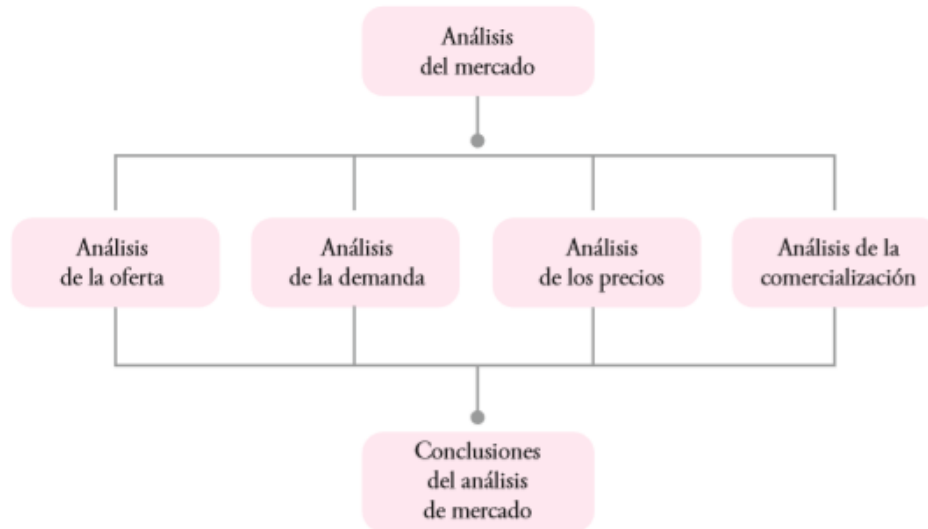 Análisis
del mercado
Análisis
de la oferta
Análisis
de la demanda
Análisis
de los precios
Análisis de la
comercialización
Conclusiones
del análisis
de mercado